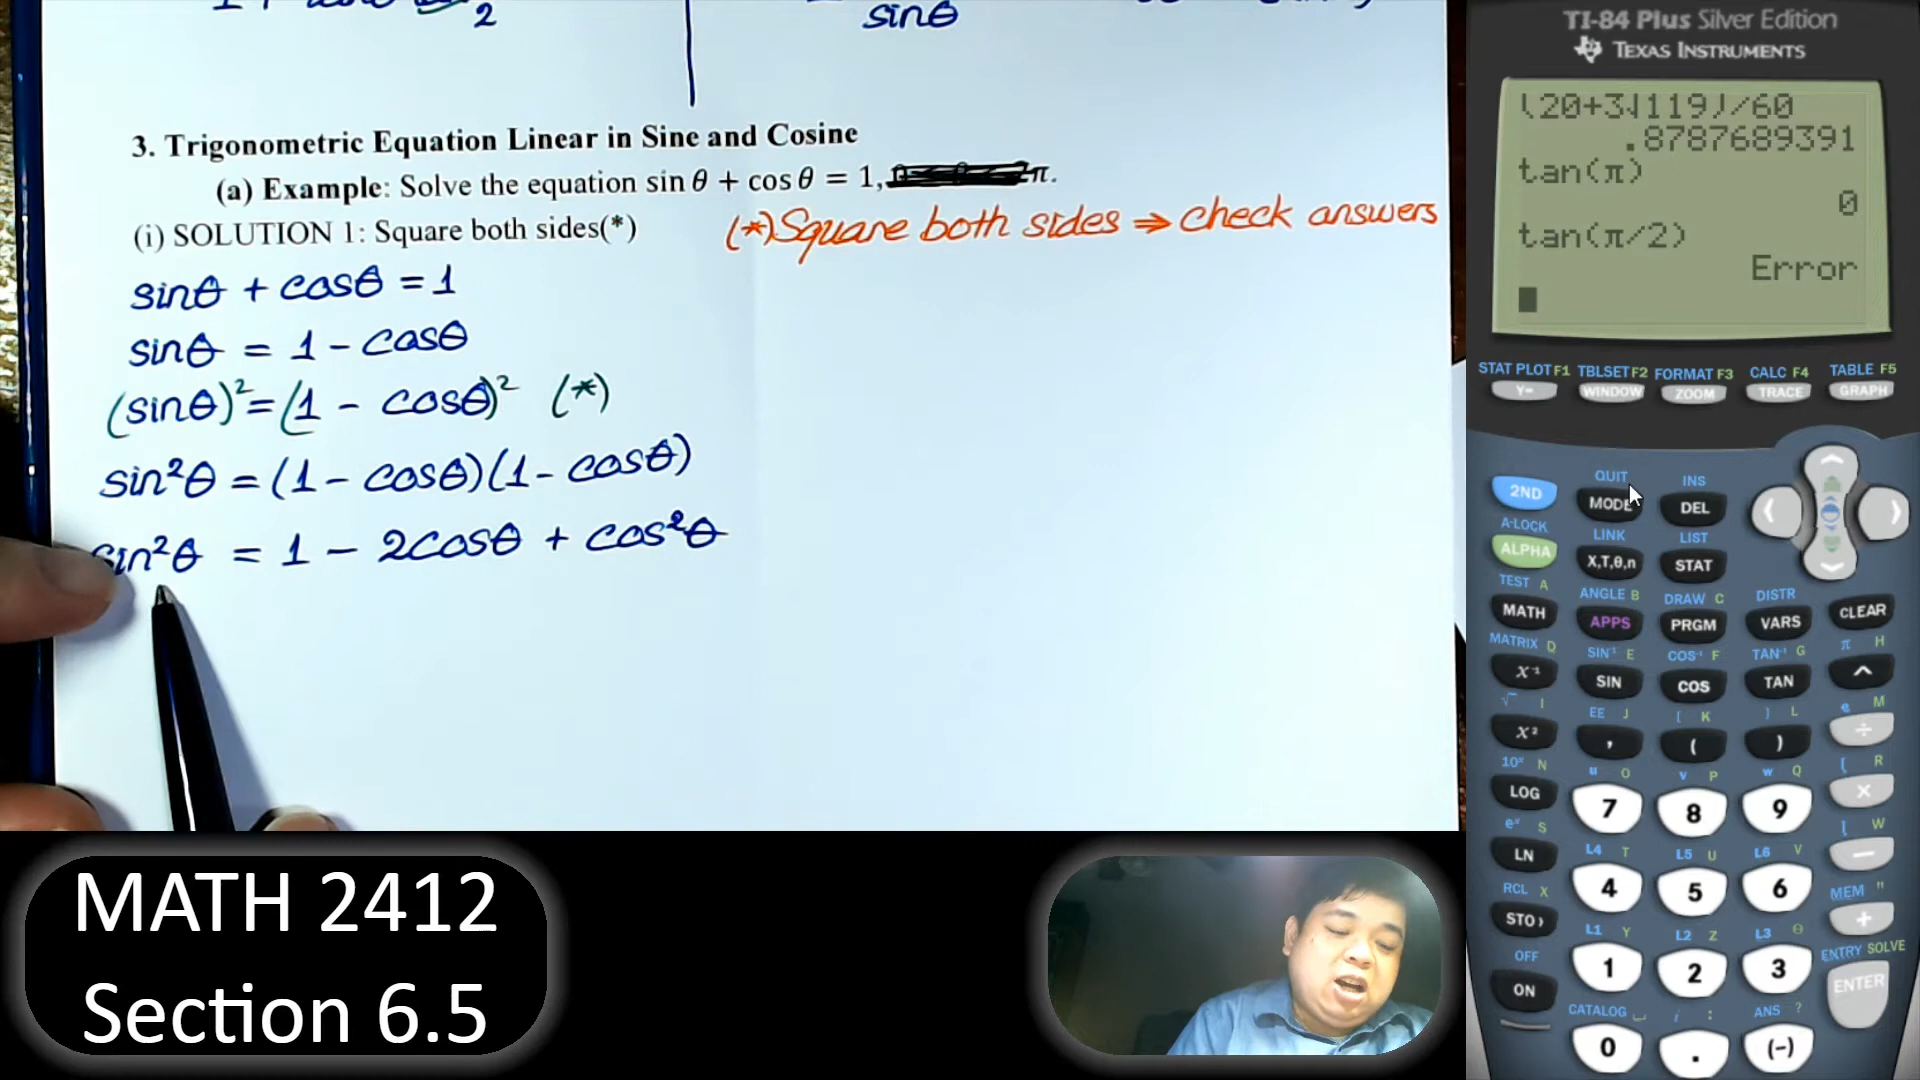 2
sinθ
3. Trigonometric Equation Linear in Sine and Cosine
(a) Example: Solve the equation sin θ + cos θ = 1, π.
(i) SOLUTION 1: Square both sides(*)
(*)Square both sides ⇒ check answers
sinθ + cosθ = 1
sinθ = 1 - cosθ
(sinθ)² = (1 - cosθ)² (*)
sin²θ = (1 - cosθ)(1 - cosθ)
sin²θ = 1 - 2cosθ + cos²θ
MATH 2412
Section 6.5
TI-84 Plus Silver Edition
TEXAS INSTRUMENTS
(20+3√119)/60
.8787689391
tan(π)
0
tan(π/2)
Error
STAT PLOT F1 TBLSET F2 FORMAT F3 CALC F4 TABLE F5
Y= WINDOW ZOOM TRACE GRAPH
QUIT INS
2ND MODE DEL
A-LOCK LINK LIST
ALPHA X,T,θ,n STAT
TEST A ANGLE B DRAW C DISTR
MATH APPS PRGM VARS CLEAR
MATRIX D SIN⁻¹ E COS⁻¹ F TAN⁻¹ G π H
X⁻¹ SIN COS TAN ^
√ I EE J { K } L e M
X² , ( ) ÷
10ˣ N u O v P w Q [ R
LOG 7 8 9 ×
eˣ S L4 T L5 U L6 V ] W
LN 4 5 6 −
RCL X L1 Y L2 Z L3 θ MEM "
STO› 1 2 3 +
OFF CATALOG i : ANS ? ENTRY SOLVE
ON 0 . (−) ENTER